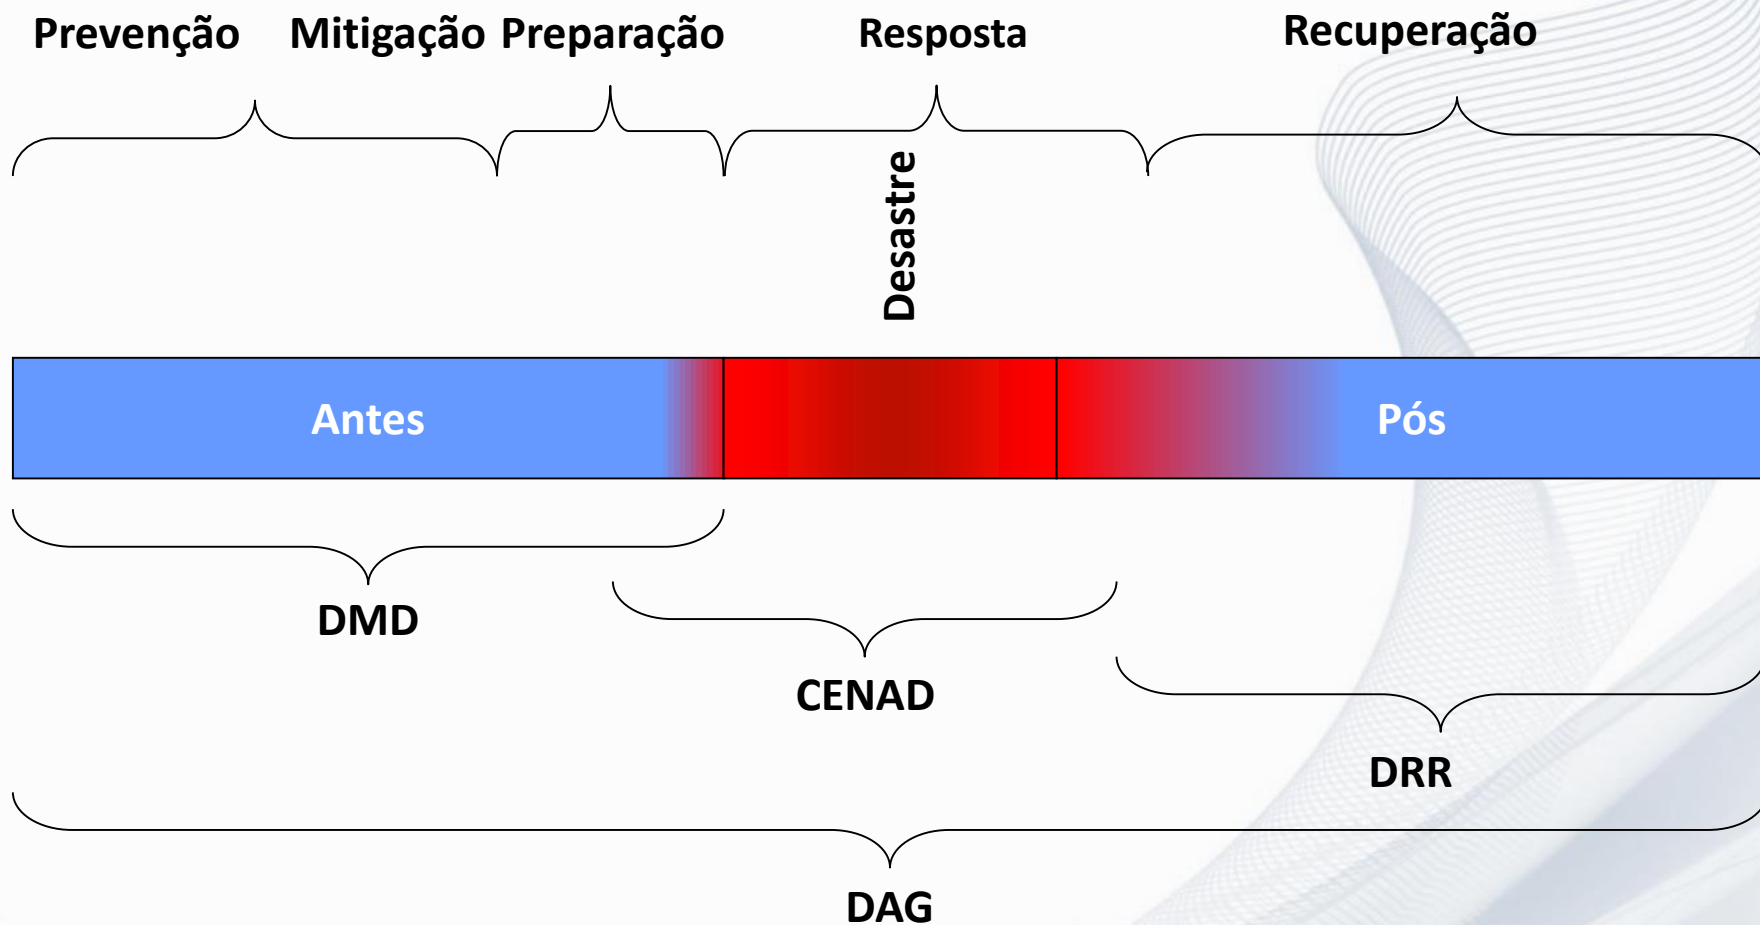 Prevenção Mitigação Preparação Resposta Recuperação
Desastre
Antes Pós
DMD
CENAD
DRR
DAG